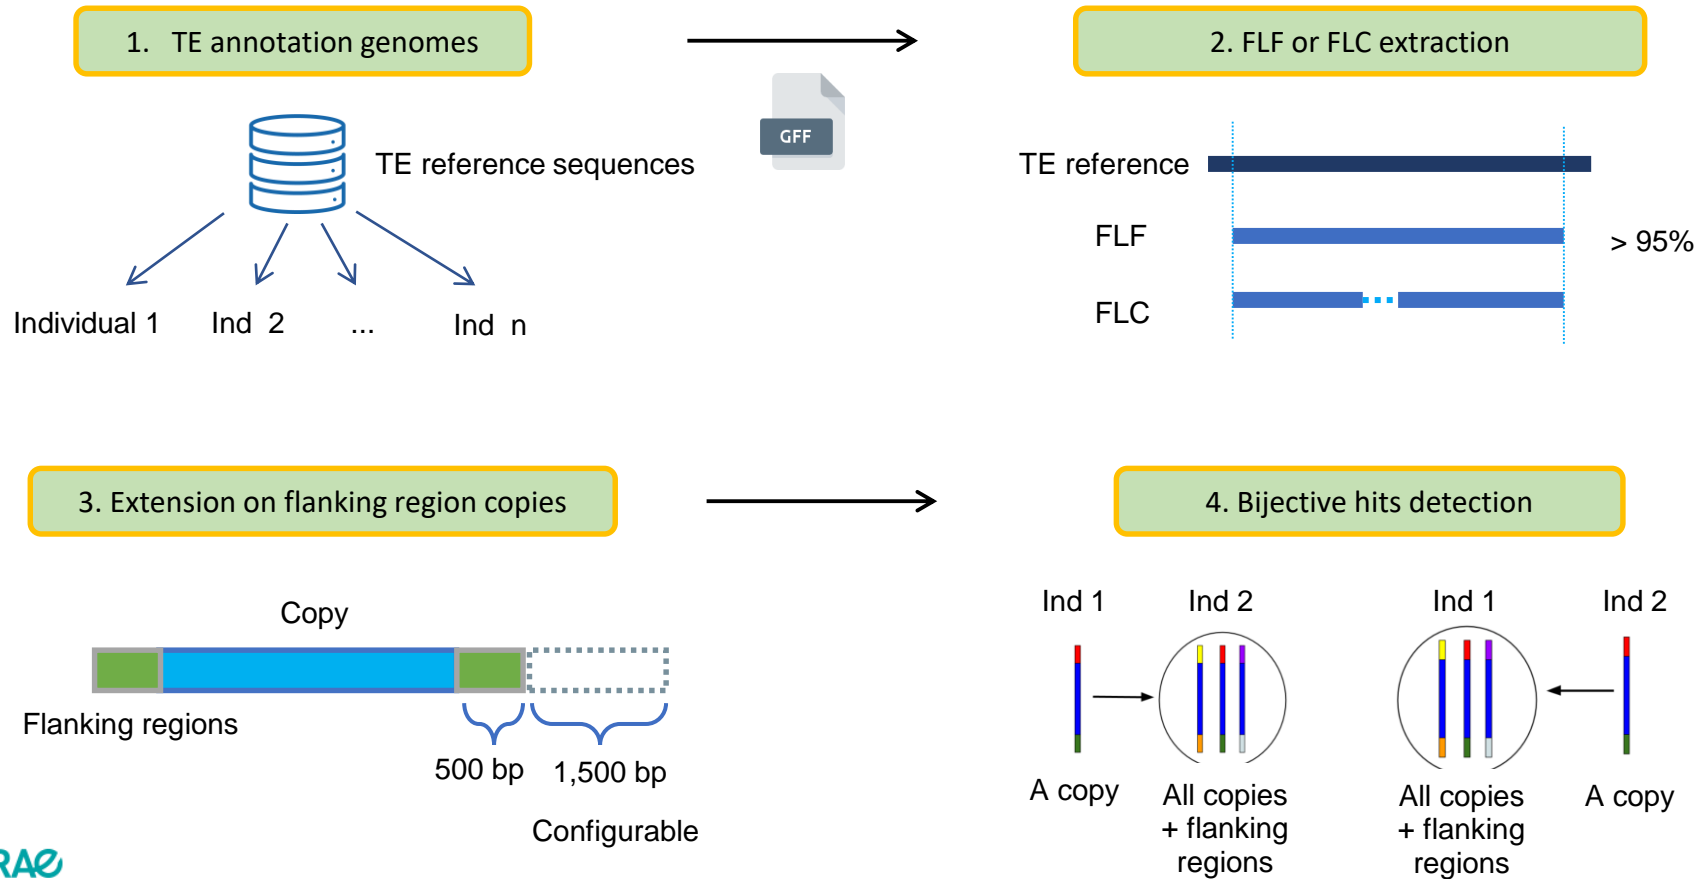 1. TE annotation genomes
2. FLF or FLC extraction
GFF
TE reference sequences
Individual 1 Ind 2 ... Ind n
TE reference
FLF
> 95%
FLC
3. Extension on flanking region copies
4. Bijective hits detection
Copy
Flanking regions
500 bp 1,500 bp
Configurable
Ind 1 Ind 2 Ind 1 Ind 2
A copy
All copies
+ flanking
regions
All copies
+ flanking
regions
A copy